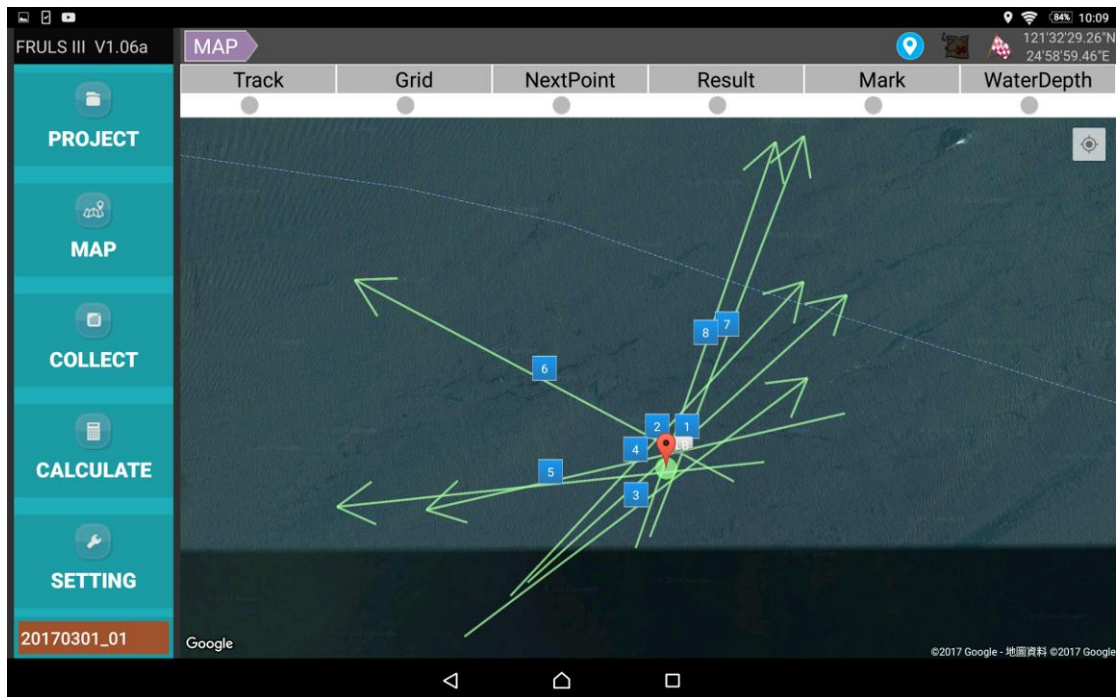 84% 10:09
FRULS III V1.06a
MAP
121°32'29.26"N
24°58'59.46"E
Track Grid NextPoint Result Mark WaterDepth
PROJECT
MAP
COLLECT
CALCULATE
SETTING
20170301_01
7
8
6
2
1
4
5
3
Google
©2017 Google - 地圖資料 ©2017 Google